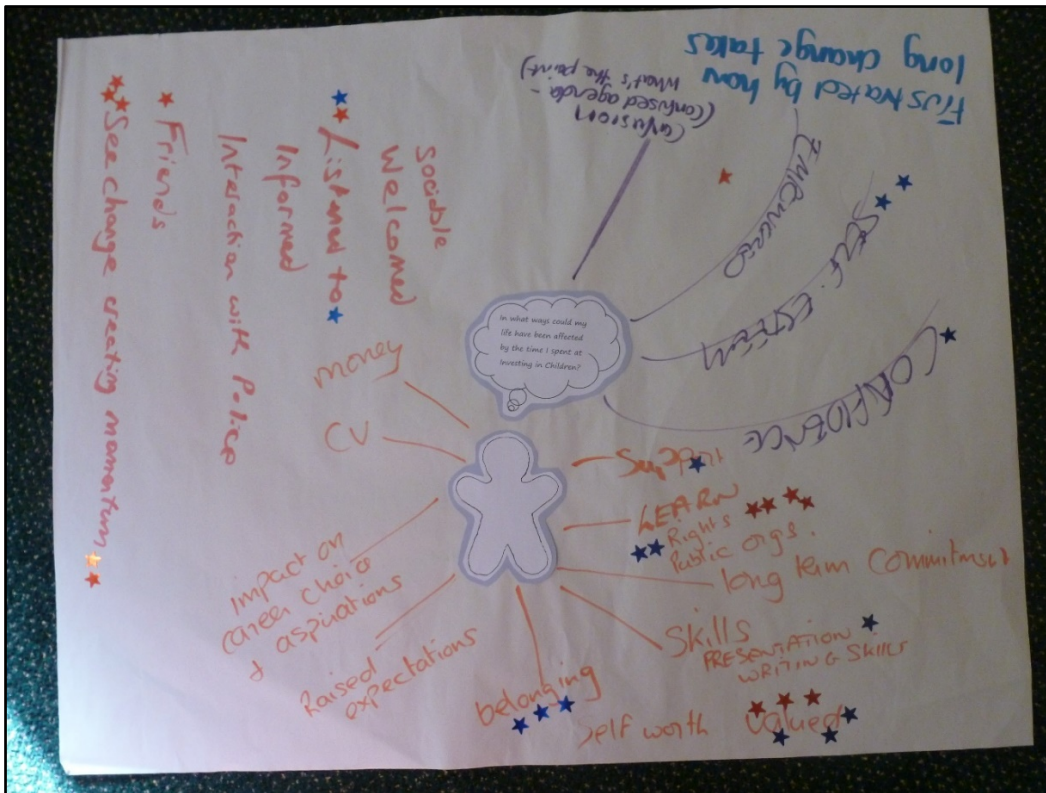 Frustrated by how
long change takes
Confusion
(confused agenda -
what's the point)
EMPOWERED
SELF-ESTEEM
CONFIDENCE
In what ways could my
life have been affected
by the time I spent at
Investing in Children?
Sociable
Welcomed
Listened to
Informed
Interaction with Police
Friends
See change creating momentum
money
CV
Impact on
career choice
+ aspirations
Raised
expectations
belonging
Self worth
Valued
Skills
PRESENTATION
WRITING SKILLS
long term commitment
LEARN
Rights
Public orgs.
Support